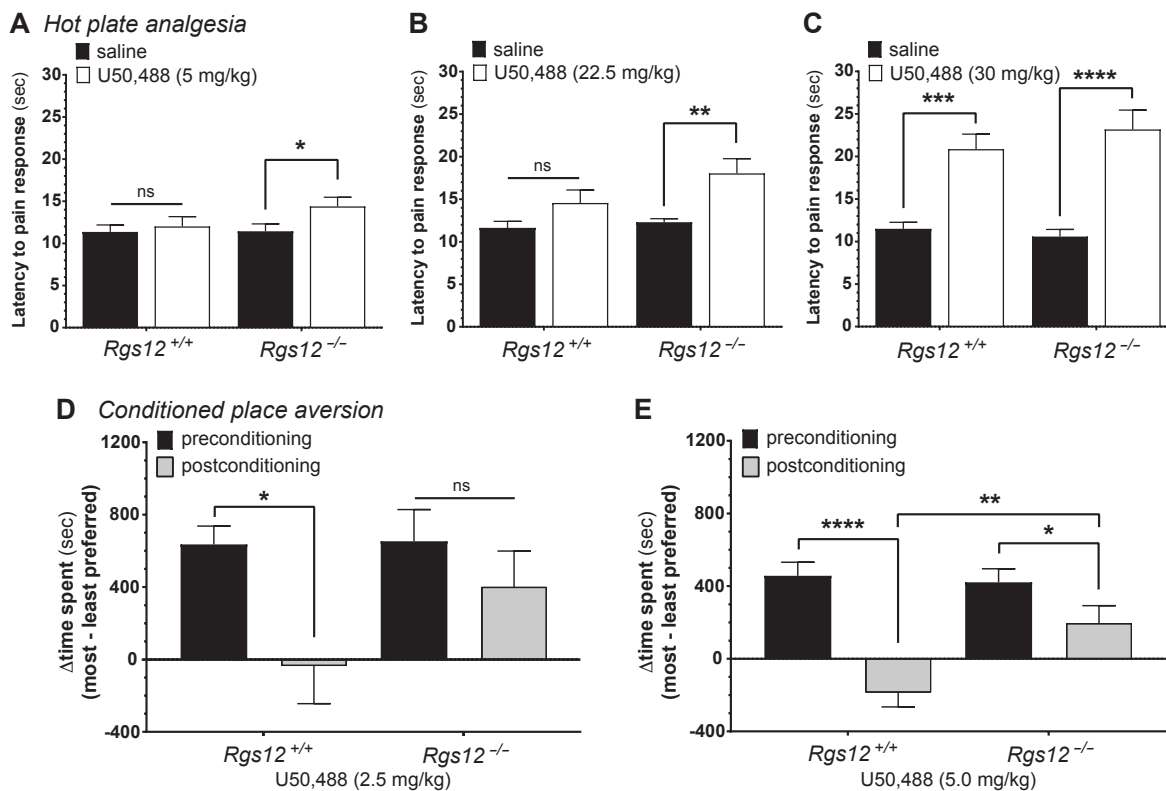 A Hot plate analgesia
saline
U50,488 (5 mg/kg)
Latency to pain response (sec)
30
25
20
15
10
5
0
ns
*
Rgs12 +/+
Rgs12 –/–
B
saline
U50,488 (22.5 mg/kg)
Latency to pain response (sec)
30
25
20
15
10
5
0
ns
**
Rgs12 +/+
Rgs12 –/–
C
saline
U50,488 (30 mg/kg)
Latency to pain response (sec)
30
25
20
15
10
5
0
***
****
Rgs12 +/+
Rgs12 –/–
D Conditioned place aversion
preconditioning
postconditioning
Δtime spent (sec)
(most - least preferred)
1200
800
400
0
-400
*
ns
Rgs12 +/+
Rgs12 –/–
U50,488 (2.5 mg/kg)
E
preconditioning
postconditioning
Δtime spent (sec)
(most - least preferred)
1200
800
400
0
-400
****
**
*
Rgs12 +/+
Rgs12 –/–
U50,488 (5.0 mg/kg)